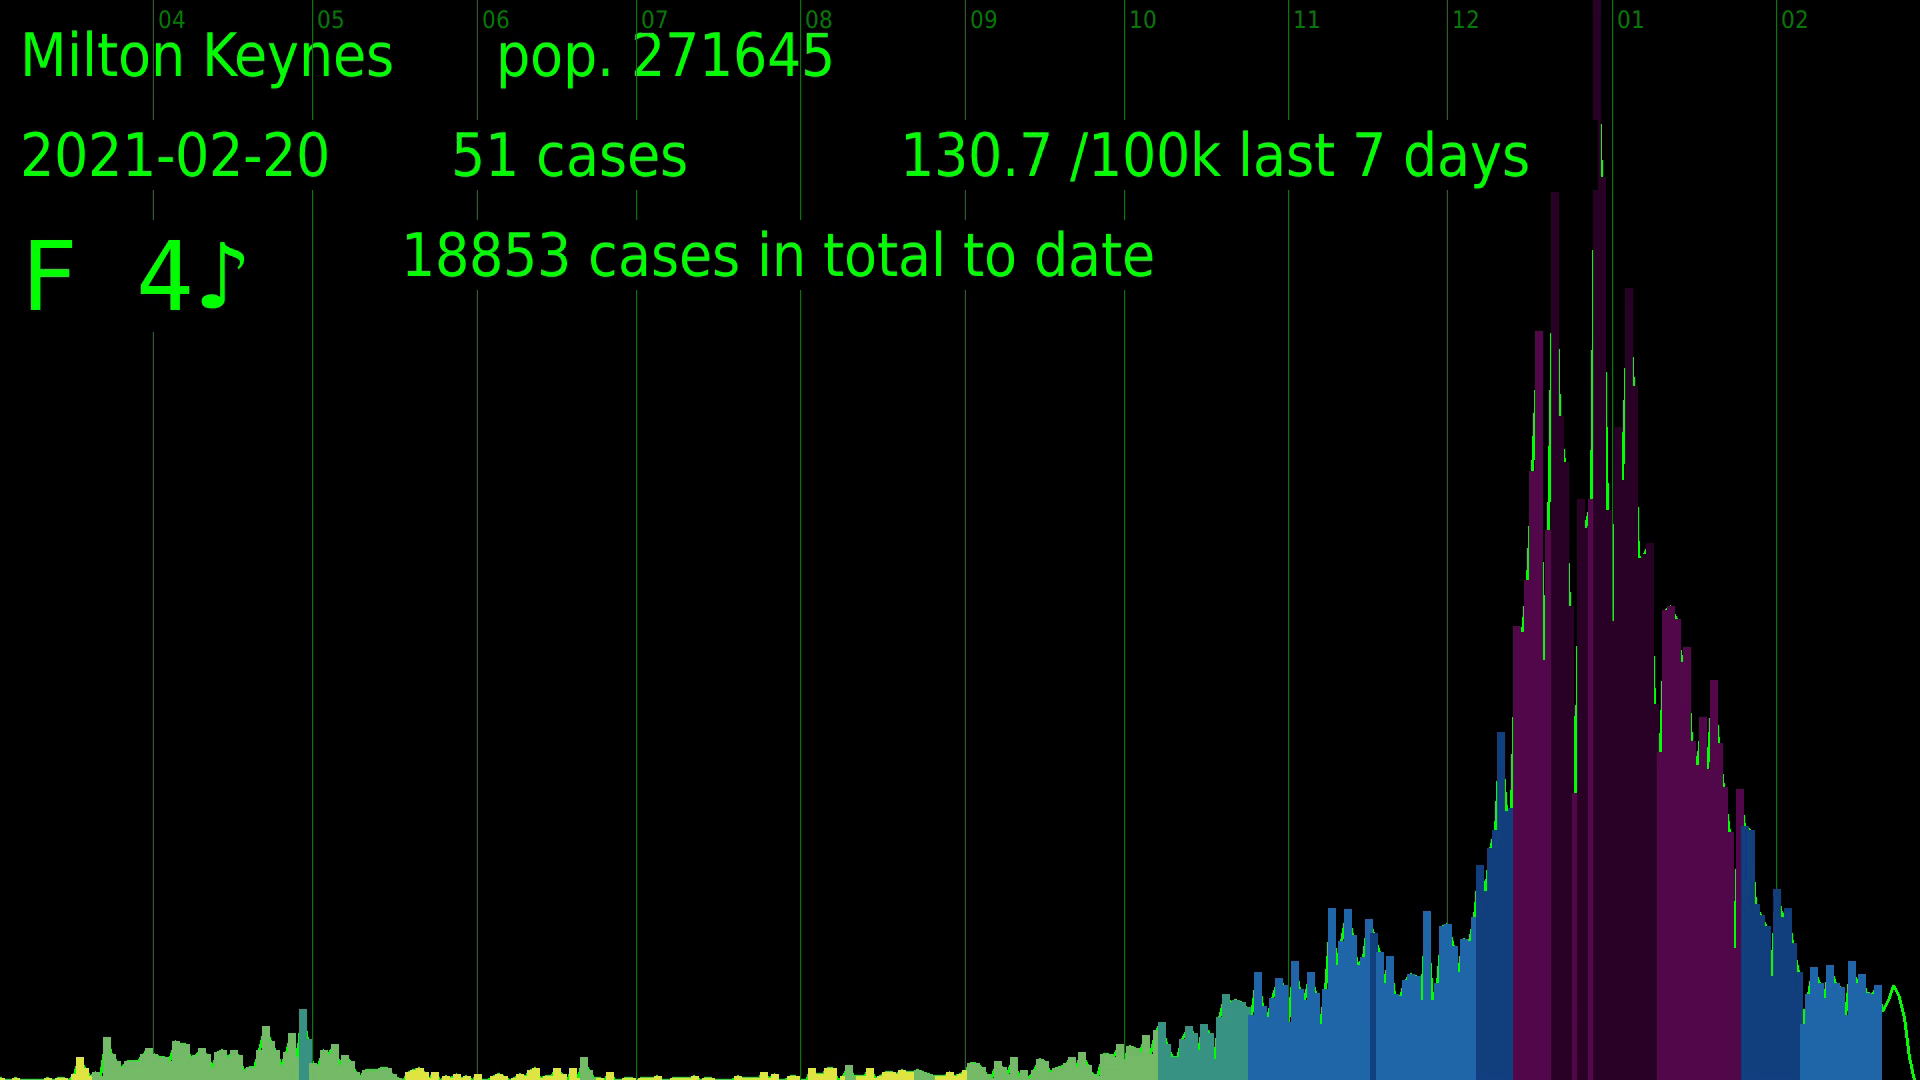 04 05 06 07 08 09 10 11 12 01 02
Milton Keynes pop. 271645
2021-02-20 51 cases 130.7 /100k last 7 days
F 4♪ 18853 cases in total to date